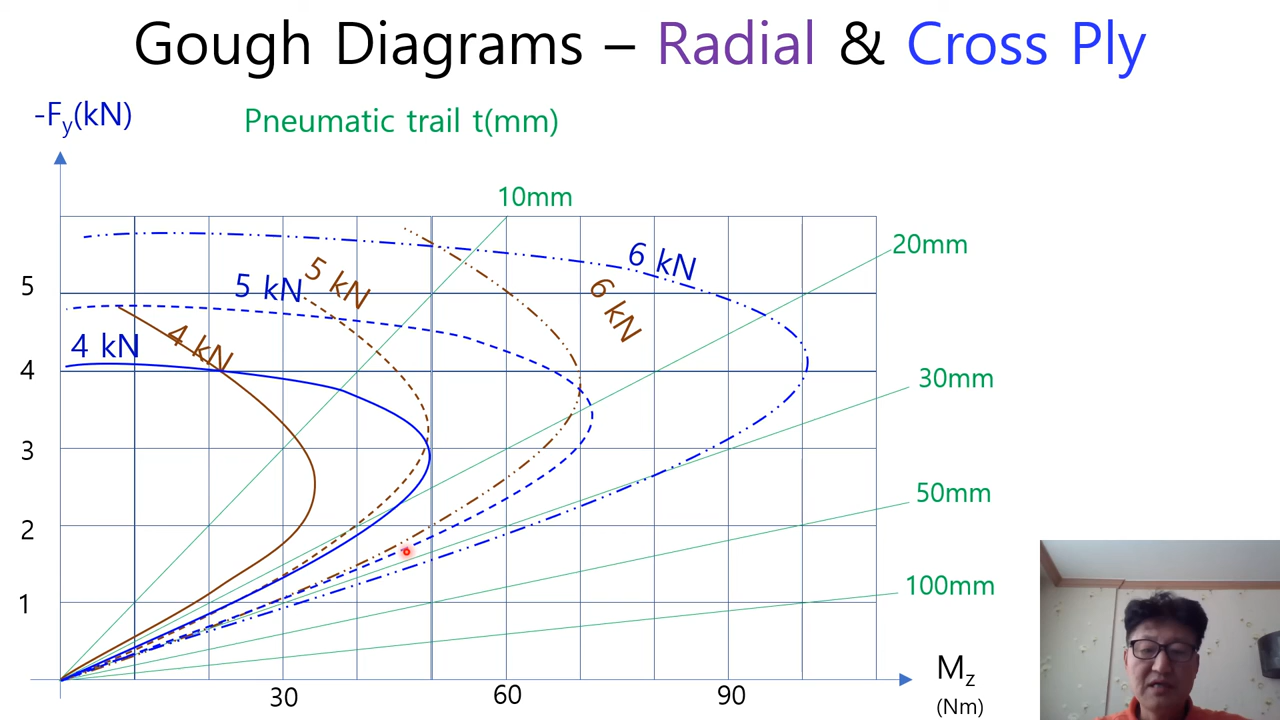 Gough Diagrams – Radial & Cross Ply
-Fy(kN)
Pneumatic trail t(mm)
10mm
20mm
6 kN
5 kN
5 kN
6 kN
5
4 kN
4 kN
4
30mm
3
50mm
2
100mm
1
Mz
(Nm)
30
60
90